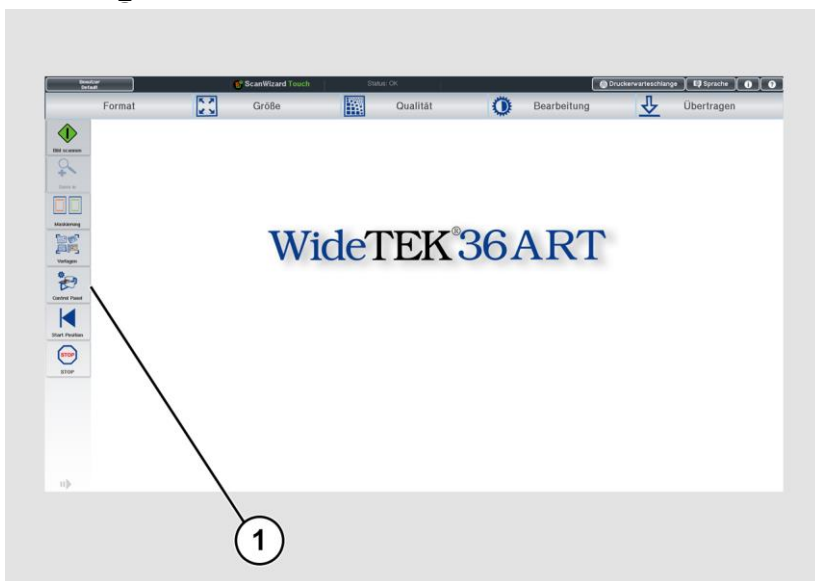 Benutzer
Default
ScanWizard Touch
Status: OK
Druckerwarteschlange
Sprache
Format
Größe
Qualität
Bearbeitung
Übertragen
Bild scannen
Zoom in
Maskierung
Vorlagen
Control Panel
Start Position
STOP
STOP
WideTEK®36ART
1